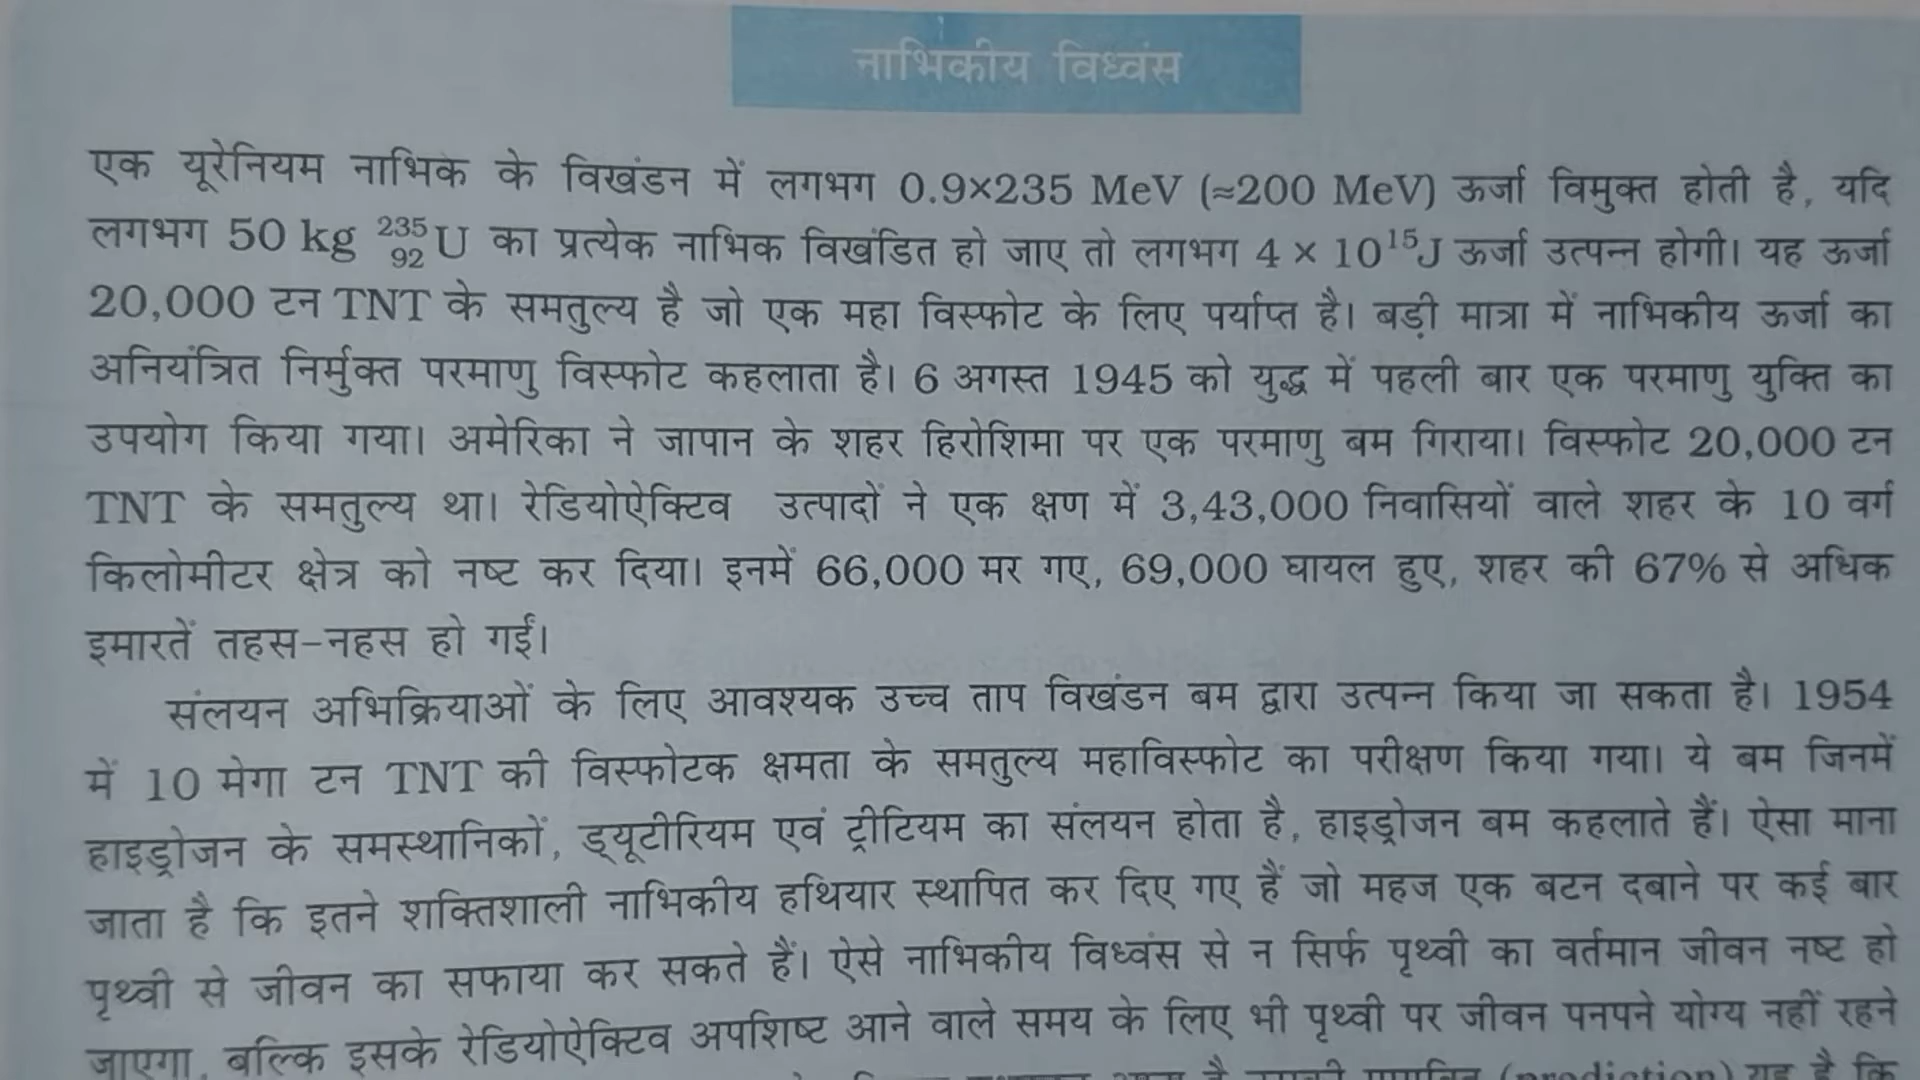 नाभिकीय विध्वंस
एक यूरेनियम नाभिक के विखंडन में लगभग 0.9×235 MeV (≈200 MeV) ऊर्जा विमुक्त होती है, यदि
लगभग 50 kg ²³⁵₉₂U का प्रत्येक नाभिक विखंडित हो जाए तो लगभग 4 × 10¹⁵J ऊर्जा उत्पन्न होगी। यह ऊर्जा
20,000 टन TNT के समतुल्य है जो एक महा विस्फोट के लिए पर्याप्त है। बड़ी मात्रा में नाभिकीय ऊर्जा का
अनियंत्रित निर्मुक्त परमाणु विस्फोट कहलाता है। 6 अगस्त 1945 को युद्ध में पहली बार एक परमाणु युक्ति का
उपयोग किया गया। अमेरिका ने जापान के शहर हिरोशिमा पर एक परमाणु बम गिराया। विस्फोट 20,000 टन
TNT के समतुल्य था। रेडियोऐक्टिव उत्पादों ने एक क्षण में 3,43,000 निवासियों वाले शहर के 10 वर्ग
किलोमीटर क्षेत्र को नष्ट कर दिया। इनमें 66,000 मर गए, 69,000 घायल हुए, शहर की 67% से अधिक
इमारतें तहस-नहस हो गईं।
संलयन अभिक्रियाओं के लिए आवश्यक उच्च ताप विखंडन बम द्वारा उत्पन्न किया जा सकता है। 1954
में 10 मेगा टन TNT की विस्फोटक क्षमता के समतुल्य महाविस्फोट का परीक्षण किया गया। ये बम जिनमें
हाइड्रोजन के समस्थानिकों, ड्यूटीरियम एवं ट्रीटियम का संलयन होता है, हाइड्रोजन बम कहलाते हैं। ऐसा माना
जाता है कि इतने शक्तिशाली नाभिकीय हथियार स्थापित कर दिए गए हैं जो महज एक बटन दबाने पर कई बार
पृथ्वी से जीवन का सफाया कर सकते हैं। ऐसे नाभिकीय विध्वंस से न सिर्फ पृथ्वी का वर्तमान जीवन नष्ट हो
जाएगा, बल्कि इसके रेडियोऐक्टिव अपशिष्ट आने वाले समय के लिए भी पृथ्वी पर जीवन पनपने योग्य नहीं रहने
(prediction) यह है कि